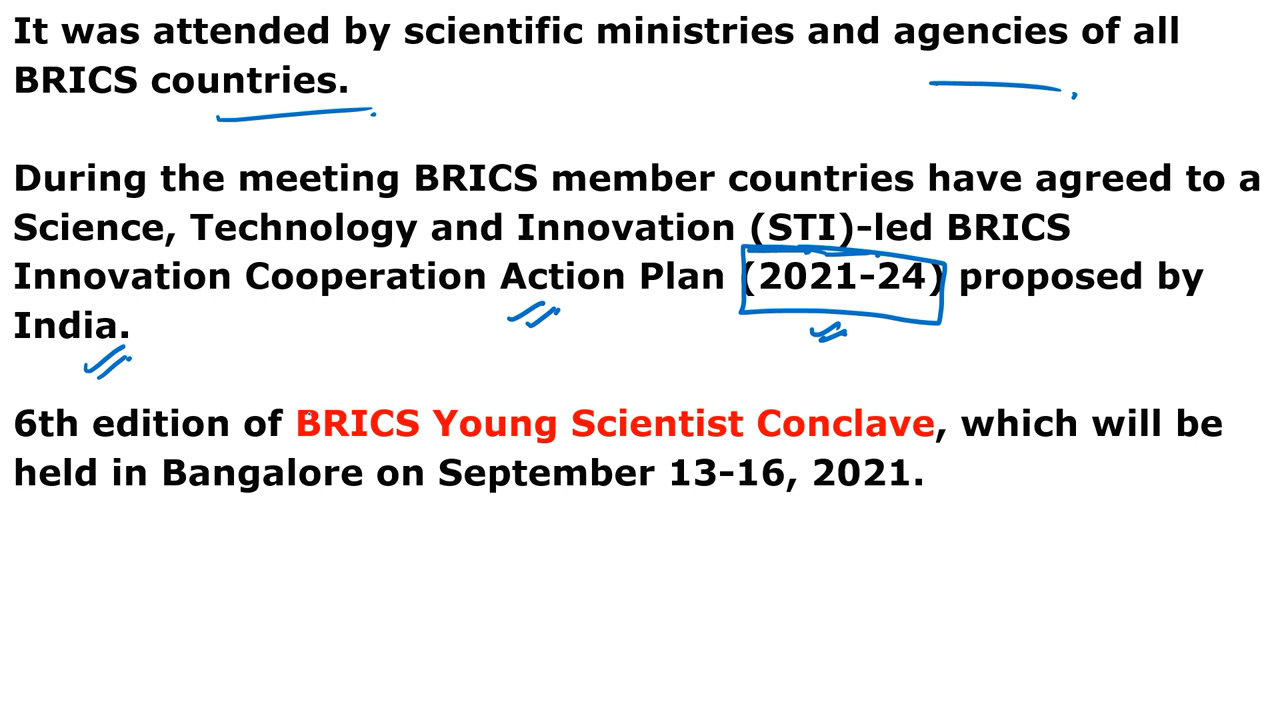 It was attended by scientific ministries and agencies of all
BRICS countries.
During the meeting BRICS member countries have agreed to a
Science, Technology and Innovation (STI)-led BRICS
Innovation Cooperation Action Plan (2021-24) proposed by
India.
6th edition of BRICS Young Scientist Conclave, which will be
held in Bangalore on September 13-16, 2021.